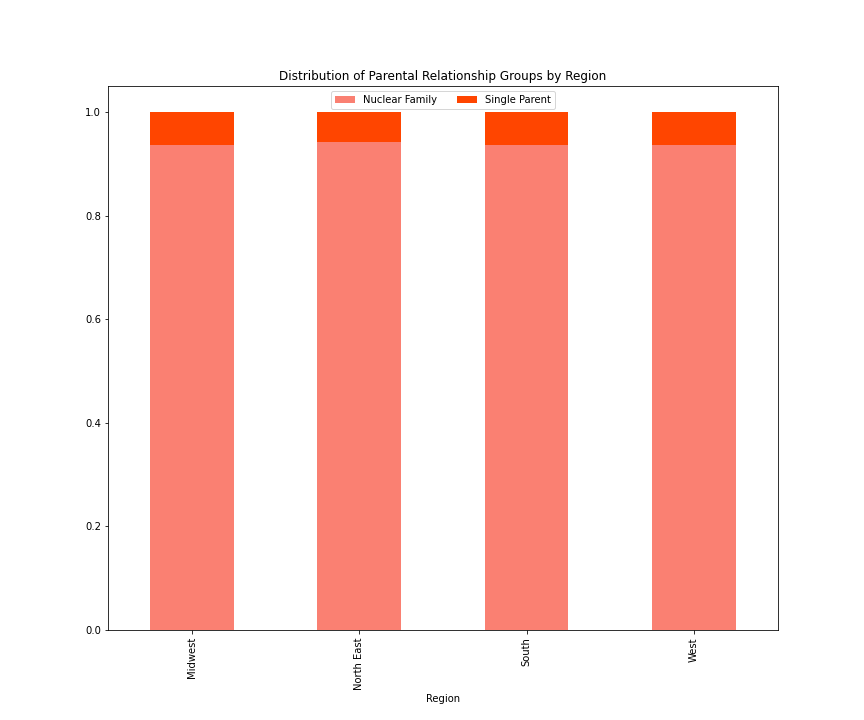 Distribution of Parental Relationship Groups by Region
Nuclear Family Single Parent
1.0
0.8
0.6
0.4
0.2
0.0
Midwest
North East
South
West
Region